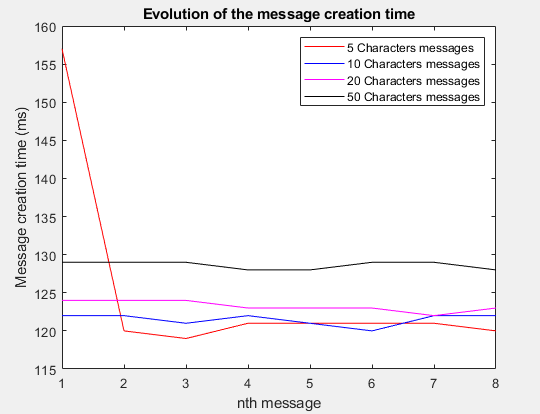 Evolution of the message creation time
160
155
150
145
140
135
130
125
120
115
Message creation time (ms)
5 Characters messages
10 Characters messages
20 Characters messages
50 Characters messages
1 2 3 4 5 6 7 8
nth message